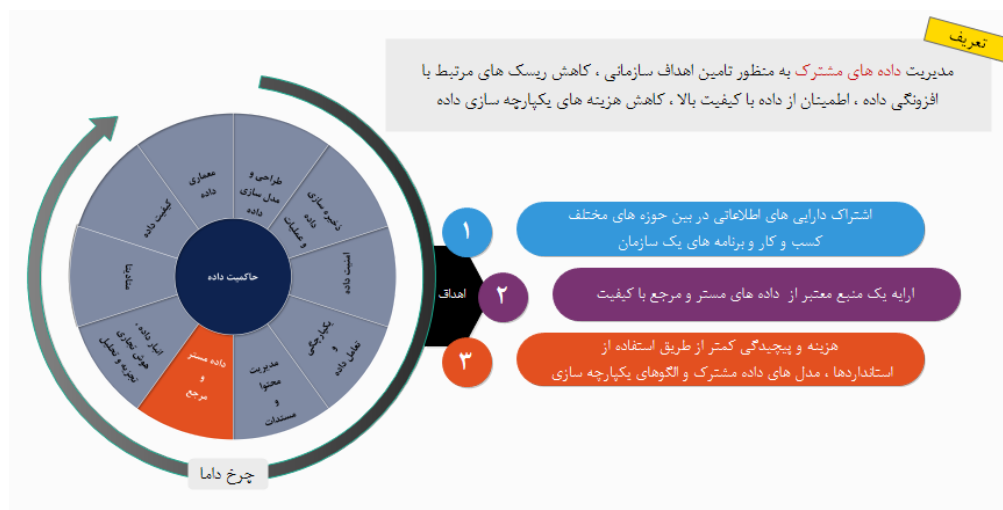 تعریف
مدیریت داده های مشترک به منظور تامین اهداف سازمانی ، کاهش ریسک های مرتبط با
افزونگی داده ، اطمینان از داده با کیفیت بالا ، کاهش هزینه های یکپارچه سازی داده
۱
اشتراک دارایی های اطلاعاتی در بین حوزه های مختلف
کسب و کار و برنامه های یک سازمان
اهداف
۲
ارایه یک منبع معتبر از داده های مستر و مرجع با کیفیت
۳
هزینه و پیچیدگی کمتر از طریق استفاده از
استانداردها ، مدل های داده مشترک و الگوهای یکپارچه سازی
حاکمیت داده
معماری
داده
طراحی و
مدل سازی
داده
ذخیره سازی
داده
و عملیات
امنیت داده
یکپارچگی
و
تعامل داده
مدیریت
محتوا
و
مستندات
داده مستر
و
مرجع
انبار داده ،
هوش تجاری
تجزیه و تحلیل
متادیتا
کیفیت داده
چرخ داما